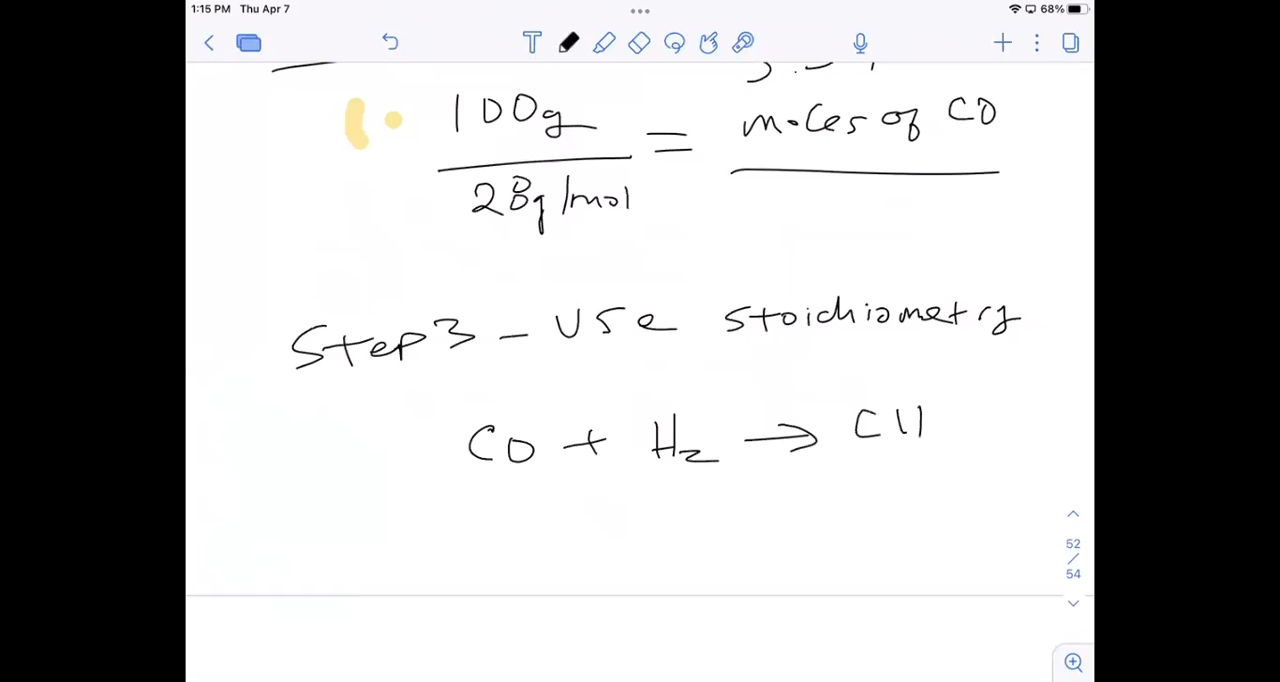 1:15 PM Thu Apr 7
68%
100g
28g/mol
=
moles of CO
Step 3 - Use stoichiometry
CO + H2 → CH
52
54